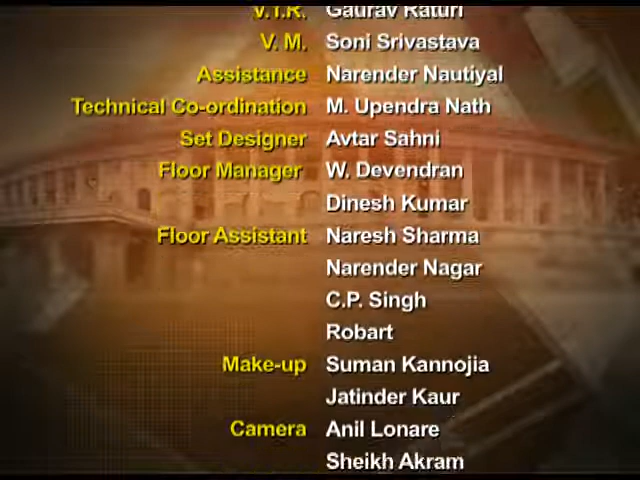 V.T.R. Gaurav Raturi
V. M. Soni Srivastava
Assistance Narender Nautiyal
Technical Co-ordination M. Upendra Nath
Set Designer Avtar Sahni
Floor Manager W. Devendran
Dinesh Kumar
Floor Assistant Naresh Sharma
Narender Nagar
C.P. Singh
Robart
Make-up Suman Kannojia
Jatinder Kaur
Camera Anil Lonare
Sheikh Akram